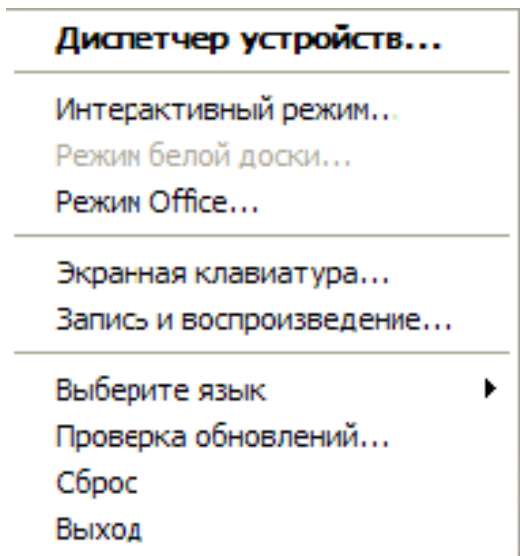 Диспетчер устройств...
Интерактивный режим...
Режим белой доски...
Режим Office...
Экранная клавиатура...
Запись и воспроизведение...
Выберите язык
Проверка обновлений...
Сброс
Выход